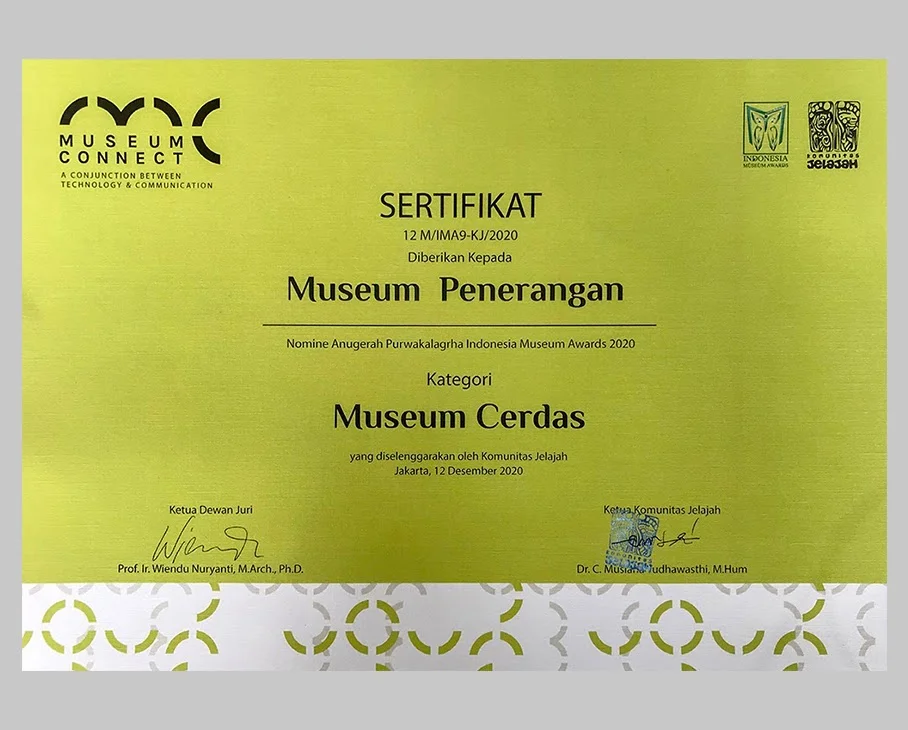 MUSEUM
CONNECT
A CONJUNCTION BETWEEN
TECHNOLOGY & COMMUNICATION
INDONESIA
MUSEUM AWARDS
KOMUNITAS
JELAJAH
SERTIFIKAT
12 M/IMA9-KJ/2020
Diberikan Kepada
Museum Penerangan
Nomine Anugerah Purwakalagrha Indonesia Museum Awards 2020
Kategori
Museum Cerdas
yang diselenggarakan oleh Komunitas Jelajah
Jakarta, 12 Desember 2020
Ketua Dewan Juri
Wiendu
Prof. Ir. Wiendu Nuryanti, M.Arch., Ph.D.
Ketua Komunitas Jelajah
Dr. C. Musiana Yudhawasthi, M.Hum